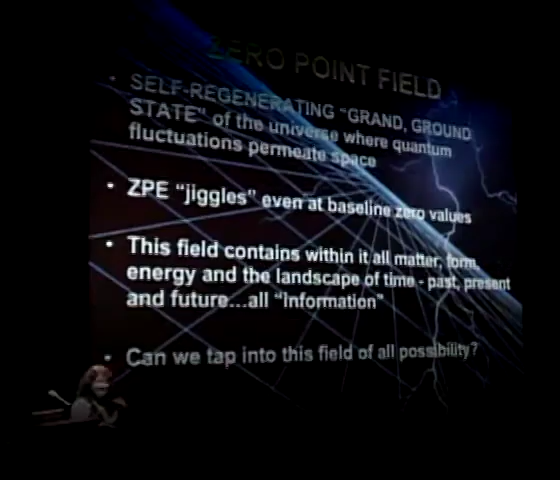 ZERO POINT FIELD
• SELF-REGENERATING "GRAND, GROUND
STATE" of the universe where quantum
fluctuations permeate space
• ZPE "jiggles" even at baseline zero values
• This field contains within it all matter, form,
energy and the landscape of time - past, present
and future...all "Information"
• Can we tap into this field of all possibility?